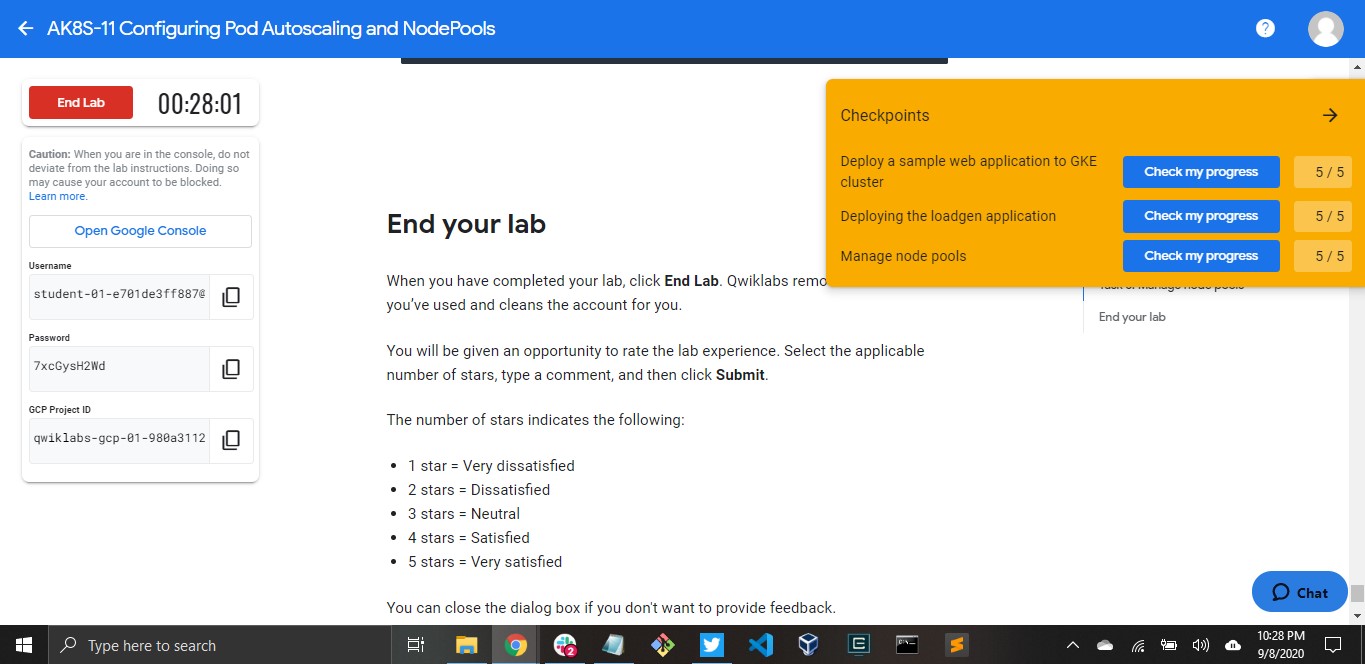 AK8S-11 Configuring Pod Autoscaling and NodePools
?
End Lab
00:28:01
Caution: When you are in the console, do not
deviate from the lab instructions. Doing so
may cause your account to be blocked.
Learn more.
Open Google Console
Username
student-01-e701de3ff887@
Password
7xcGysH2Wd
GCP Project ID
qwiklabs-gcp-01-980a3112
End your lab
When you have completed your lab, click End Lab. Qwiklabs remo
you’ve used and cleans the account for you.
You will be given an opportunity to rate the lab experience. Select the applicable
number of stars, type a comment, and then click Submit.
The number of stars indicates the following:
• 1 star = Very dissatisfied
• 2 stars = Dissatisfied
• 3 stars = Neutral
• 4 stars = Satisfied
• 5 stars = Very satisfied
You can close the dialog box if you don't want to provide feedback.
Checkpoints
Deploy a sample web application to GKE
cluster
Check my progress
5 / 5
Deploying the loadgen application
Check my progress
5 / 5
Manage node pools
Check my progress
5 / 5
Manage node pools
End your lab
Chat
Type here to search
2
10:28 PM
9/8/2020